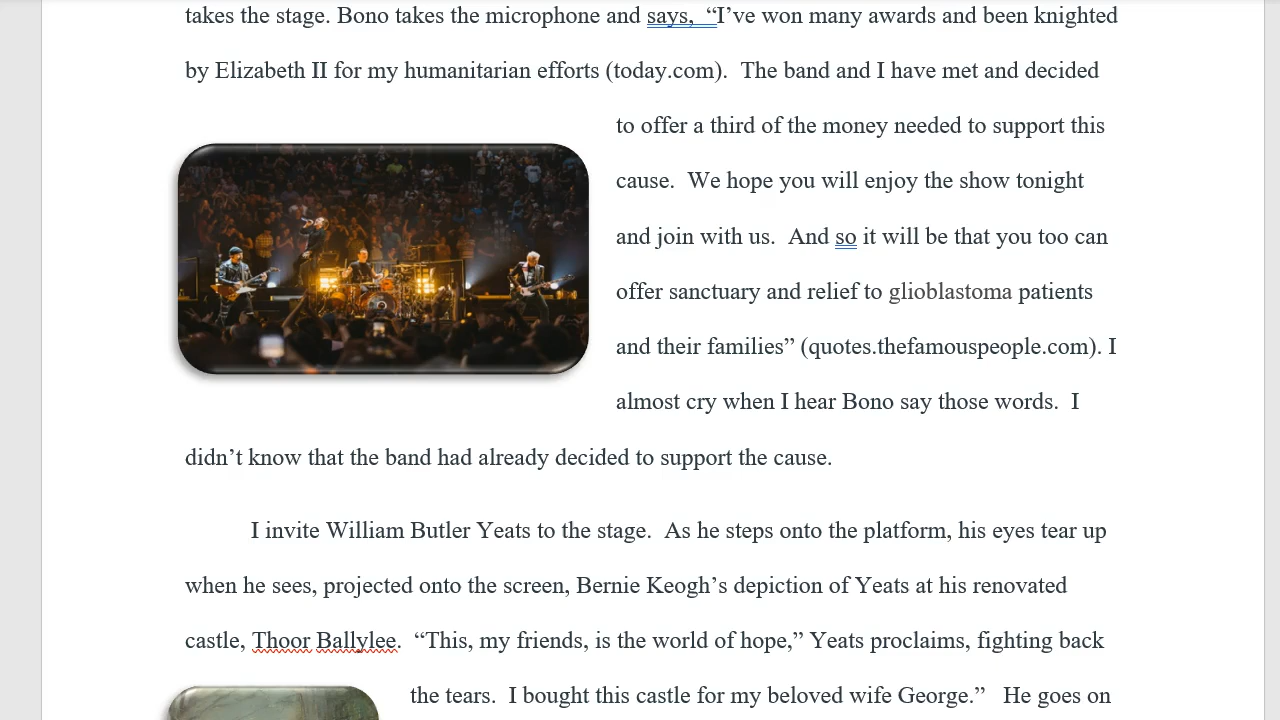 takes the stage. Bono takes the microphone and says,  “I’ve won many awards and been knighted
by Elizabeth II for my humanitarian efforts (today.com).  The band and I have met and decided
to offer a third of the money needed to support this
cause.  We hope you will enjoy the show tonight
and join with us.  And so it will be that you too can
offer sanctuary and relief to glioblastoma patients
and their families” (quotes.thefamouspeople.com). I
almost cry when I hear Bono say those words.  I
didn’t know that the band had already decided to support the cause.
I invite William Butler Yeats to the stage.  As he steps onto the platform, his eyes tear up
when he sees, projected onto the screen, Bernie Keogh’s depiction of Yeats at his renovated
castle, Thoor Ballylee.  “This, my friends, is the world of hope,” Yeats proclaims, fighting back
the tears.  I bought this castle for my beloved wife George.”   He goes on